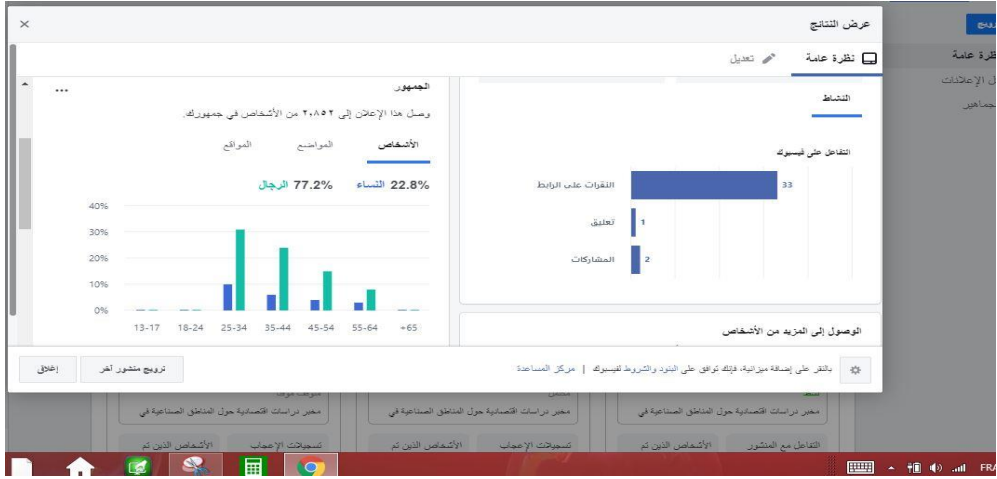 عرض النتائج
نظرة عامة
تعديل
النشاط
التفاعل على فيسبوك
النقرات على الرابط
33
تعليق
1
المشاركات
2
الوصول إلى المزيد من الأشخاص
الجمهور
وصل هذا الإعلان إلى ٢،٨٥٢ من الأشخاص في جمهورك.
الأشخاص المواضع المواقع
22.8% النساء 77.2% الرجال
40%
30%
20%
10%
0%
13-17 18-24 25-34 35-44 45-54 55-64 +65
بالنقر على إضافة ميزانية، فإنك توافق على البنود والشروط لفيسبوك | مركز المساعدة
ترويج منشور آخر
إغلاق
نظرة عامة
مخبر دراسات اقتصادية حول المناطق الصناعية في
مخبر دراسات اقتصادية حول المناطق الصناعية في
مخبر دراسات اقتصادية حول المناطق الصناعية في
التفاعل مع المنشور الأشخاص الذين تم
تسجيلات الإعجاب الأشخاص الذين تم
تسجيلات الإعجاب الأشخاص الذين تم
FRA